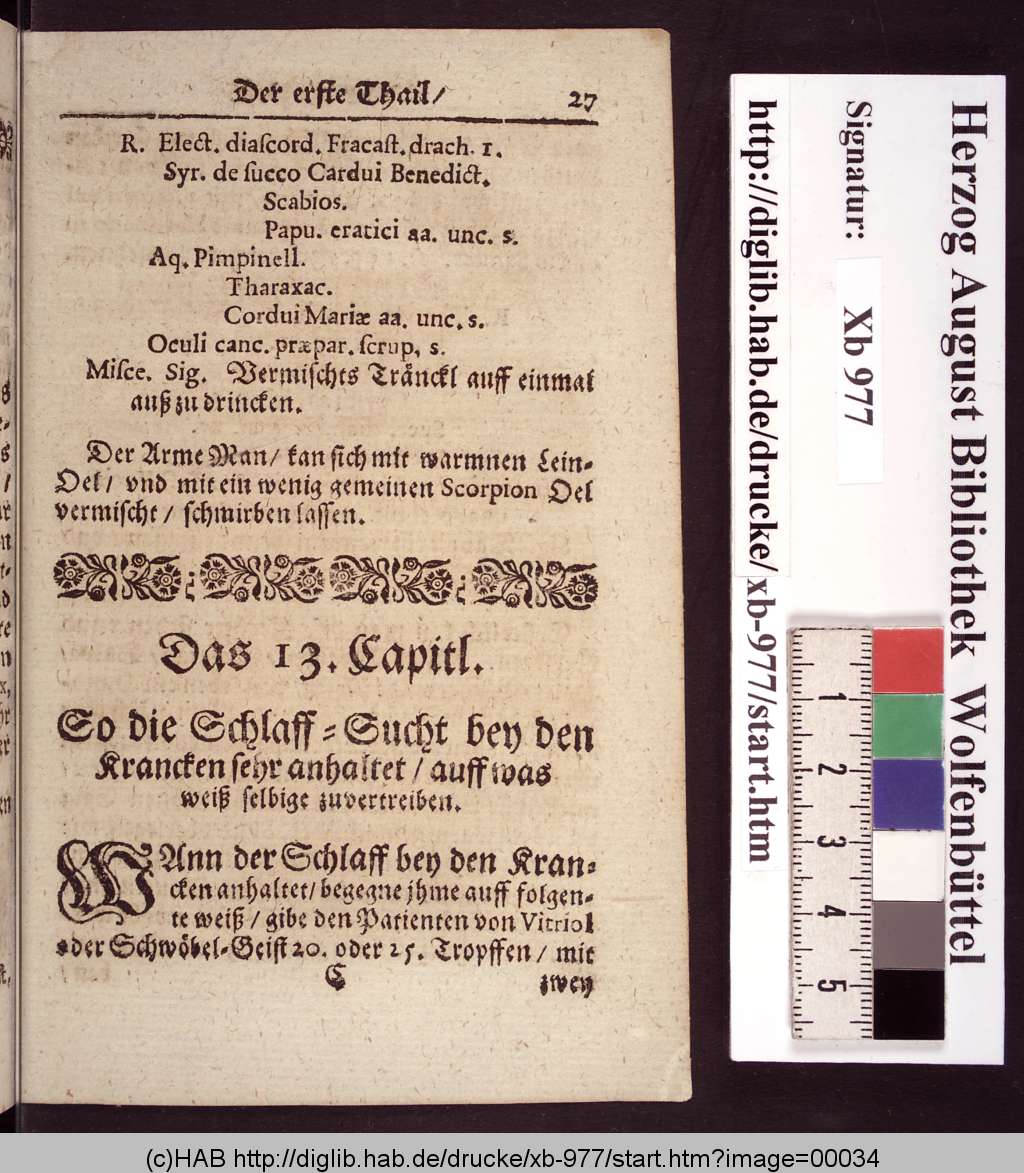 Der erste Thail/ 27
R. Elect. diaſcord. Fracaſt. drach. 1.
Syr. de ſucco Cardui Benedict.
Scabios.
Papu. eratici aa. unc. s.
Aq. Pimpinell.
Tharaxac.
Cordui Mariæ aa. unc. s.
Oculi canc. præpar. ſcrup. s.
Miſce. Sig. Vermiſchts Tränckl auff einmal
auß zu drincken.
Der Arme Man/ kan ſich mit warmnen Lein-
Oel/ vnd mit ein wenig gemeinen Scorpion Oel
vermiſcht/ ſchmirben laſſen.
Das 13. Capitl.
So die Schlaff-Sucht bey den
Krancken ſehr anhaltet/ auff was
weiß ſelbige zuvertreiben.
WAnn der Schlaff bey den Kran-
cken anhaltet/ begegne jhme auff folgen-
te weiß/ gibe den Patienten von Vitriol
oder Schwöbel-Geiſt 20. oder 25. Tropffen/ mit
C zwey
Herzog August Bibliothek Wolfenbüttel
Signatur: Xb 977
http://diglib.hab.de/drucke/xb-977/start.htm
1
2
3
4
5
(c)HAB http://diglib.hab.de/drucke/xb-977/start.htm?image=00034